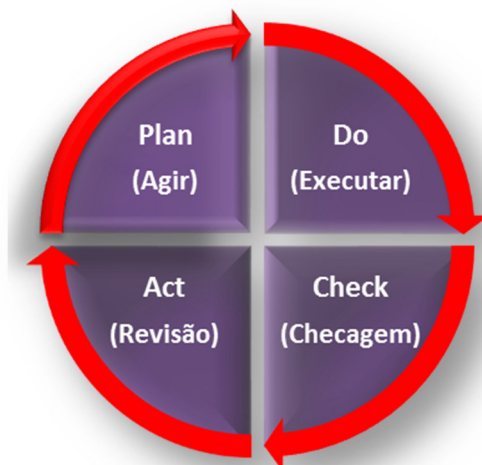 Plan
(Agir)
Do
(Executar)
Act
(Revisão)
Check
(Checagem)